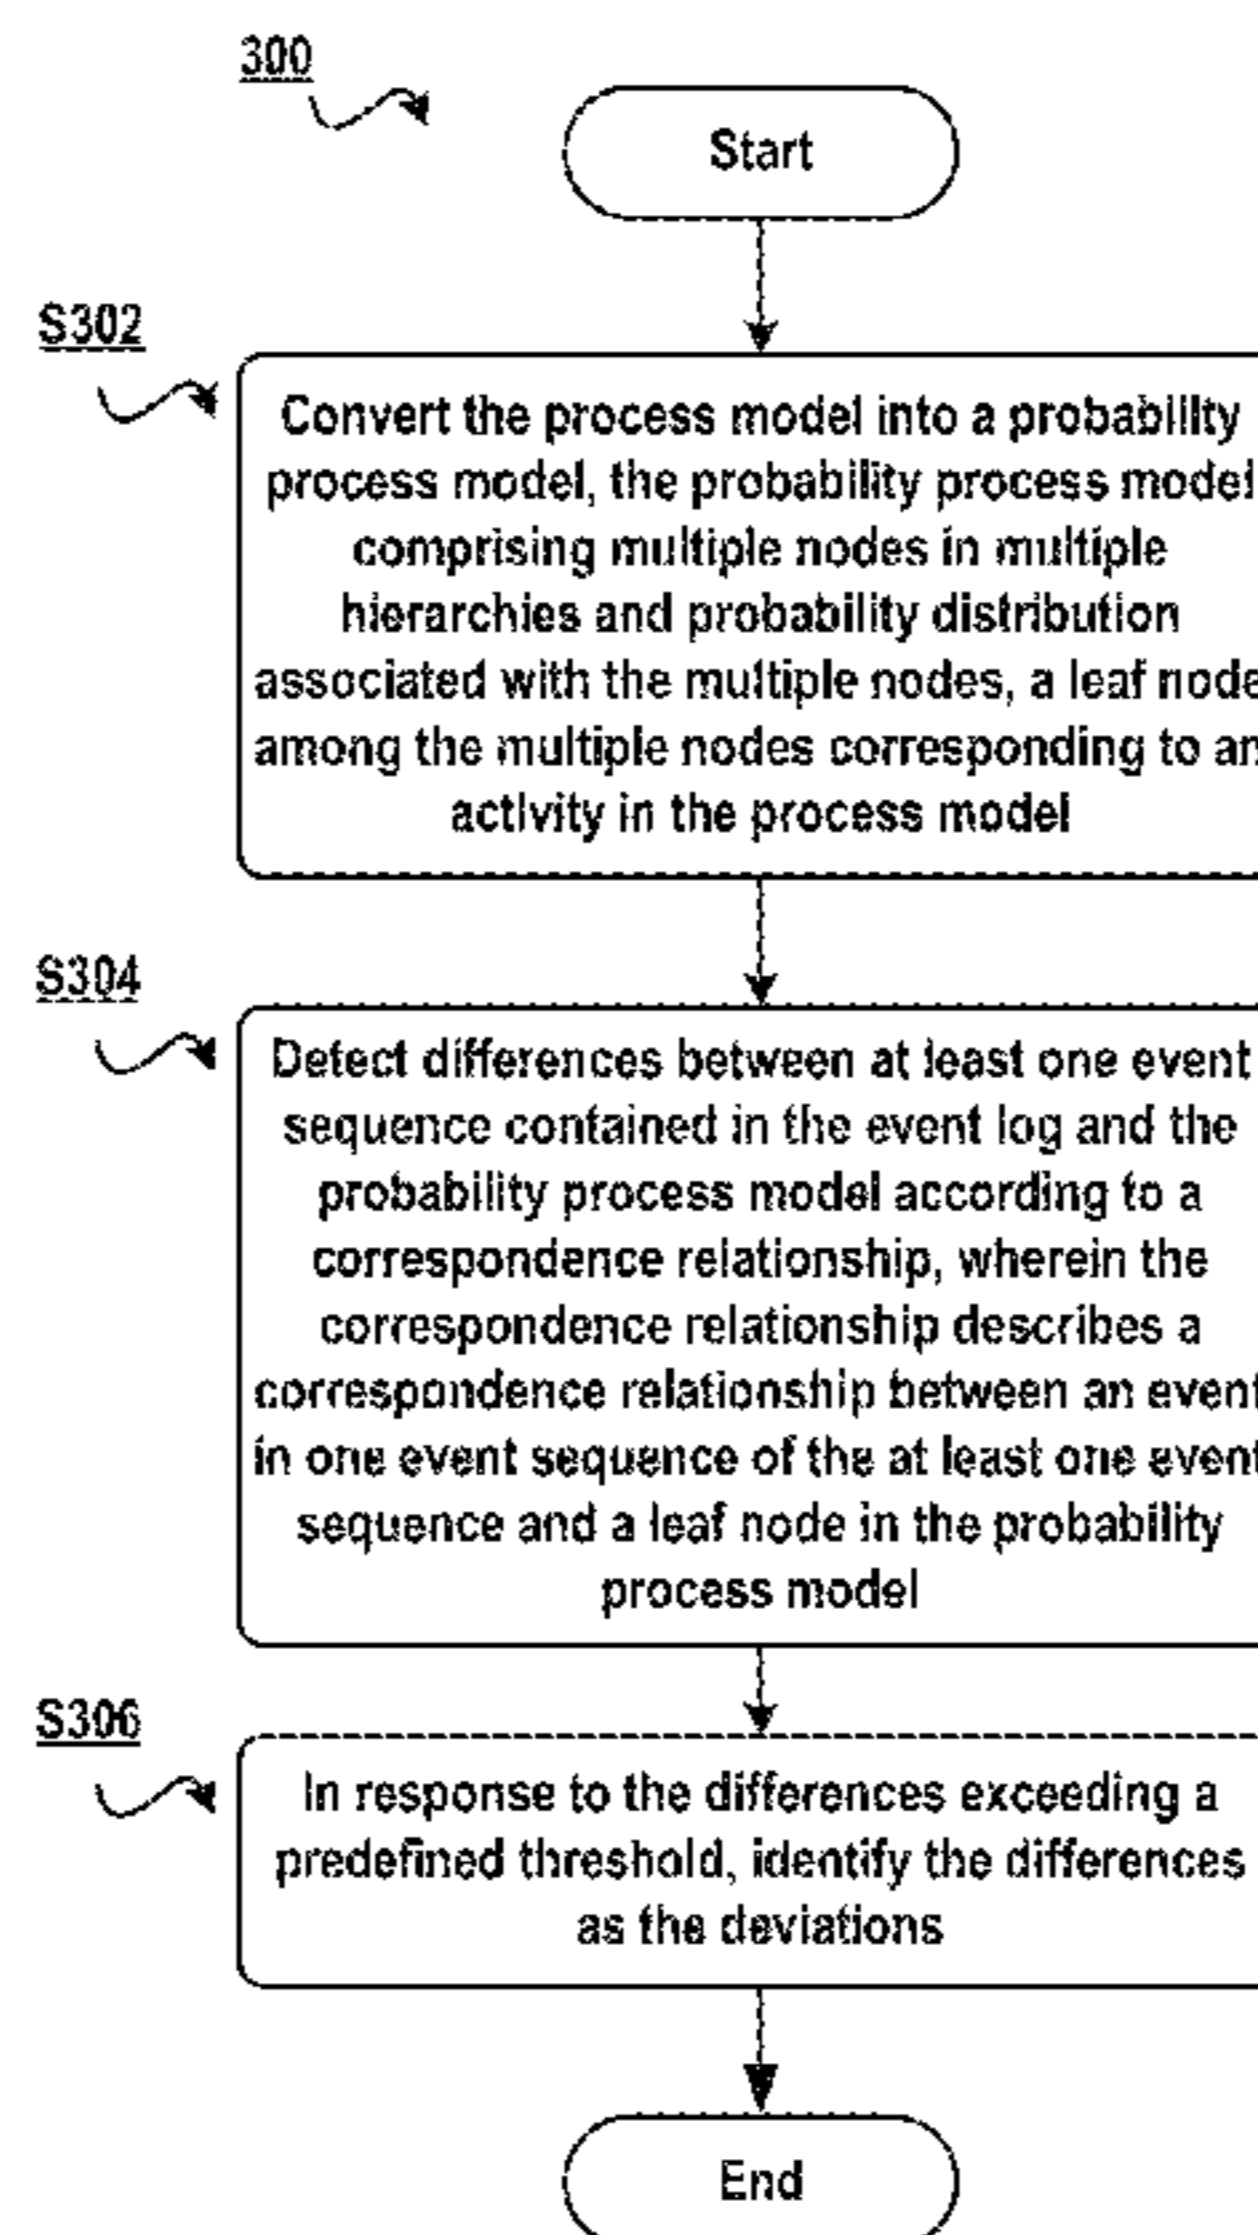 300
Start
S302
Convert the process model into a probability
process model, the probability process model
comprising multiple nodes in multiple
hierarchies and probability distribution
associated with the multiple nodes, a leaf node
among the multiple nodes corresponding to an
activity in the process model
S304
Detect differences between at least one event
sequence contained in the event log and the
probability process model according to a
correspondence relationship, wherein the
correspondence relationship describes a
correspondence relationship between an event
in one event sequence of the at least one event
sequence and a leaf node in the probability
process model
S306
In response to the differences exceeding a
predefined threshold, identify the differences
as the deviations
End